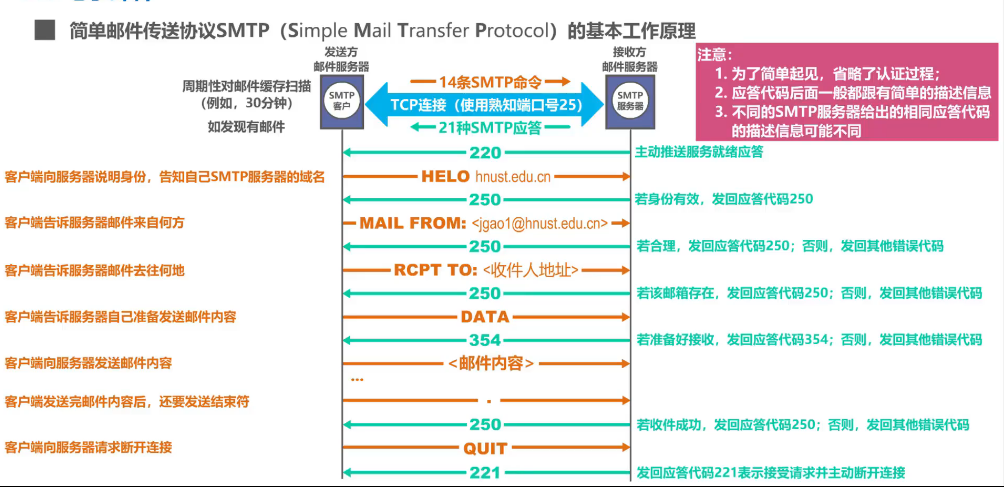 ■ 简单邮件传送协议SMTP（Simple Mail Transfer Protocol）的基本工作原理
发送方
邮件服务器
接收方
邮件服务器
注意：
1. 为了简单起见，省略了认证过程；
2. 应答代码后面一般都跟有简单的描述信息
3. 不同的SMTP服务器给出的相同应答代码
的描述信息可能不同
周期性对邮件缓存扫描
（例如，30分钟）
如发现有邮件
SMTP
客户
14条SMTP命令
TCP连接（使用熟知端口号25）
21种SMTP应答
SMTP
服务器
220
主动推送服务就绪应答
客户端向服务器说明身份，告知自己SMTP服务器的域名
HELO hnust.edu.cn
250
若身份有效，发回应答代码250
客户端告诉服务器邮件来自何方
MAIL FROM: <jgao1@hnust.edu.cn>
250
若合理，发回应答代码250；否则，发回其他错误代码
客户端告诉服务器邮件去往何地
RCPT TO: <收件人地址>
250
若该邮箱存在，发回应答代码250；否则，发回其他错误代码
客户端告诉服务器自己准备发送邮件内容
DATA
354
若准备好接收，发回应答代码354；否则，发回其他错误代码
客户端向服务器发送邮件内容
<邮件内容>
...
客户端发送完邮件内容后，还要发送结束符
.
250
若收件成功，发回应答代码250；否则，发回其他错误代码
客户端向服务器请求断开连接
QUIT
221
发回应答代码221表示接受请求并主动断开连接